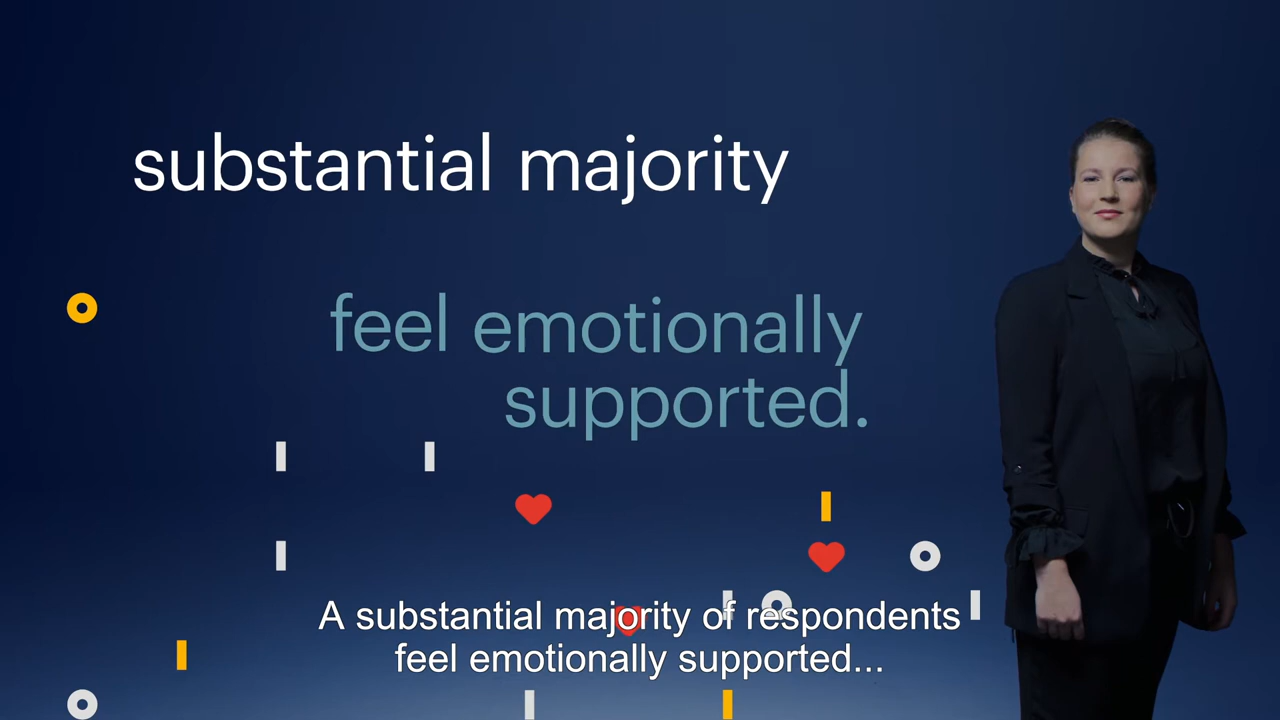 substantial majority
feel emotionally
supported.
A substantial majority of respondents
feel emotionally supported...